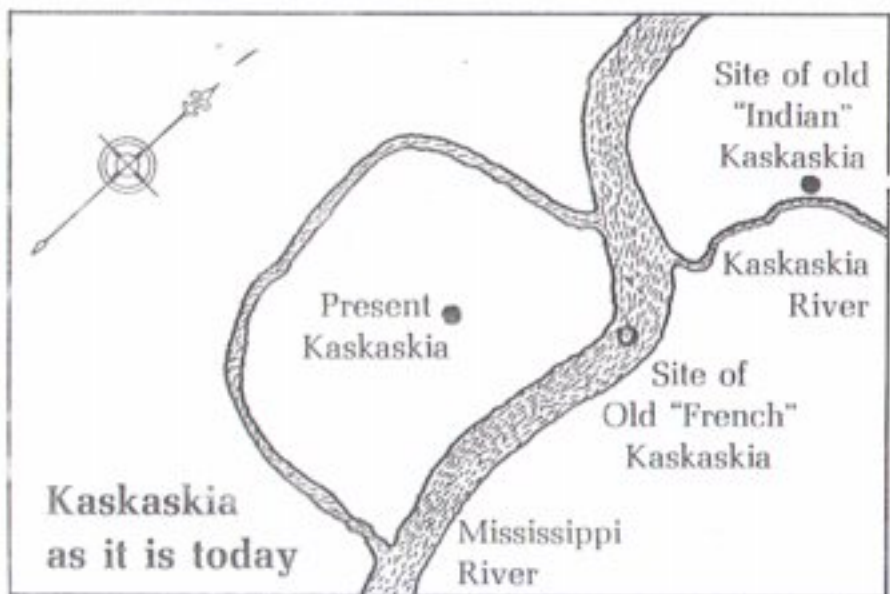 Site of old
"Indian"
Kaskaskia
Kaskaskia
River
Present
Kaskaskia
Site of
Old "French"
Kaskaskia
Kaskaskia
as it is today
Mississippi
River